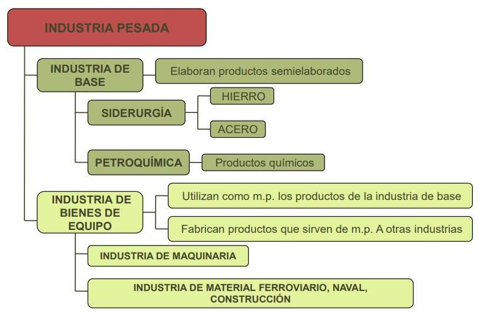 INDUSTRIA PESADA
INDUSTRIA DE
BASE
Elaboran productos semielaborados
SIDERURGÍA
HIERRO
ACERO
PETROQUÍMICA
Productos químicos
INDUSTRIA DE
BIENES DE
EQUIPO
Utilizan como m.p. los productos de la industria de base
Fabrican productos que sirven de m.p. A otras industrias
INDUSTRIA DE MAQUINARIA
INDUSTRIA DE MATERIAL FERROVIARIO, NAVAL,
CONSTRUCCIÓN